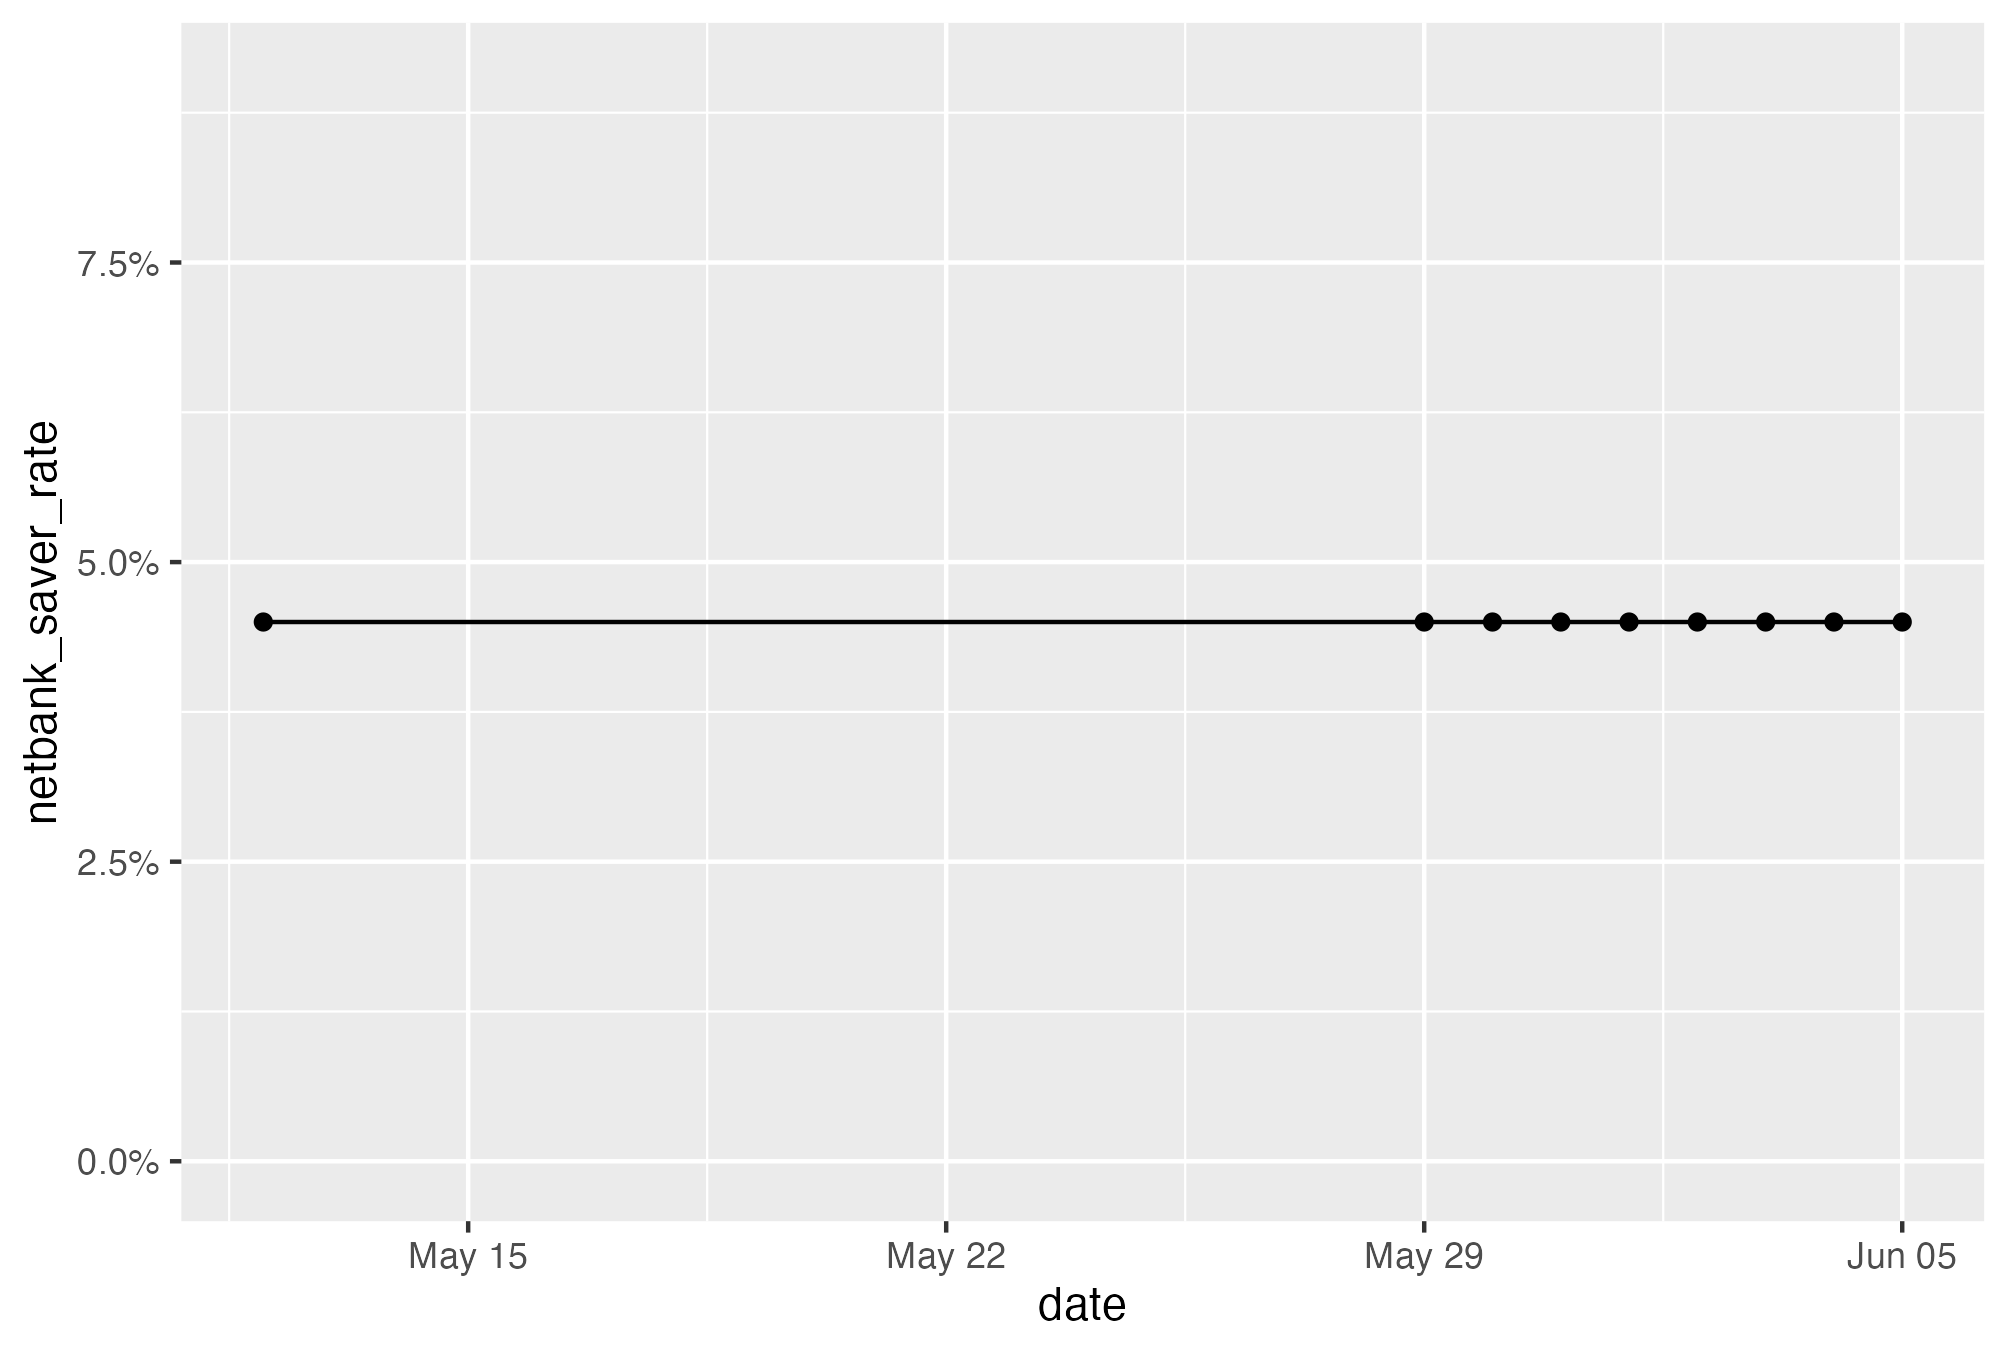 netbank_saver_rate
7.5%
5.0%
2.5%
0.0%
May 15
May 22
May 29
Jun 05
date